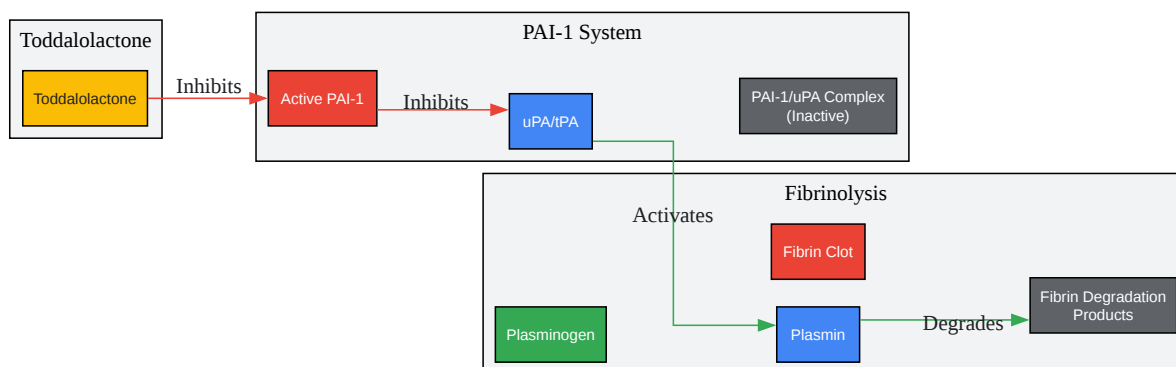 Toddalolactone
Toddalolactone
Inhibits
PAI-1 System
Active PAI-1
Inhibits
uPA/tPA
PAI-1/uPA Complex
(Inactive)
Activates
Fibrinolysis
Fibrin Clot
Plasminogen
Plasmin
Degrades
Fibrin Degradation
Products